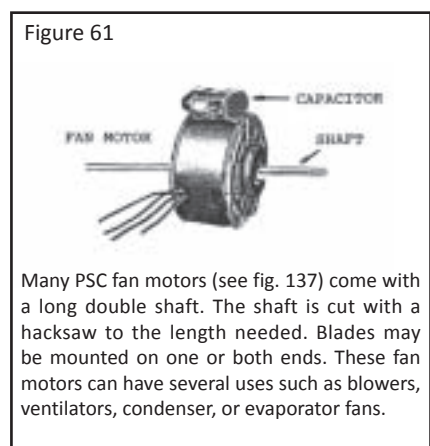 Figure 61
CAPACITOR
FAN MOTOR
SHAFT
Many PSC fan motors (see fig. 137) come with
a long double shaft. The shaft is cut with a
hacksaw to the length needed. Blades may
be mounted on one or both ends. These fan
motors can have several uses such as blowers,
ventilators, condenser, or evaporator fans.